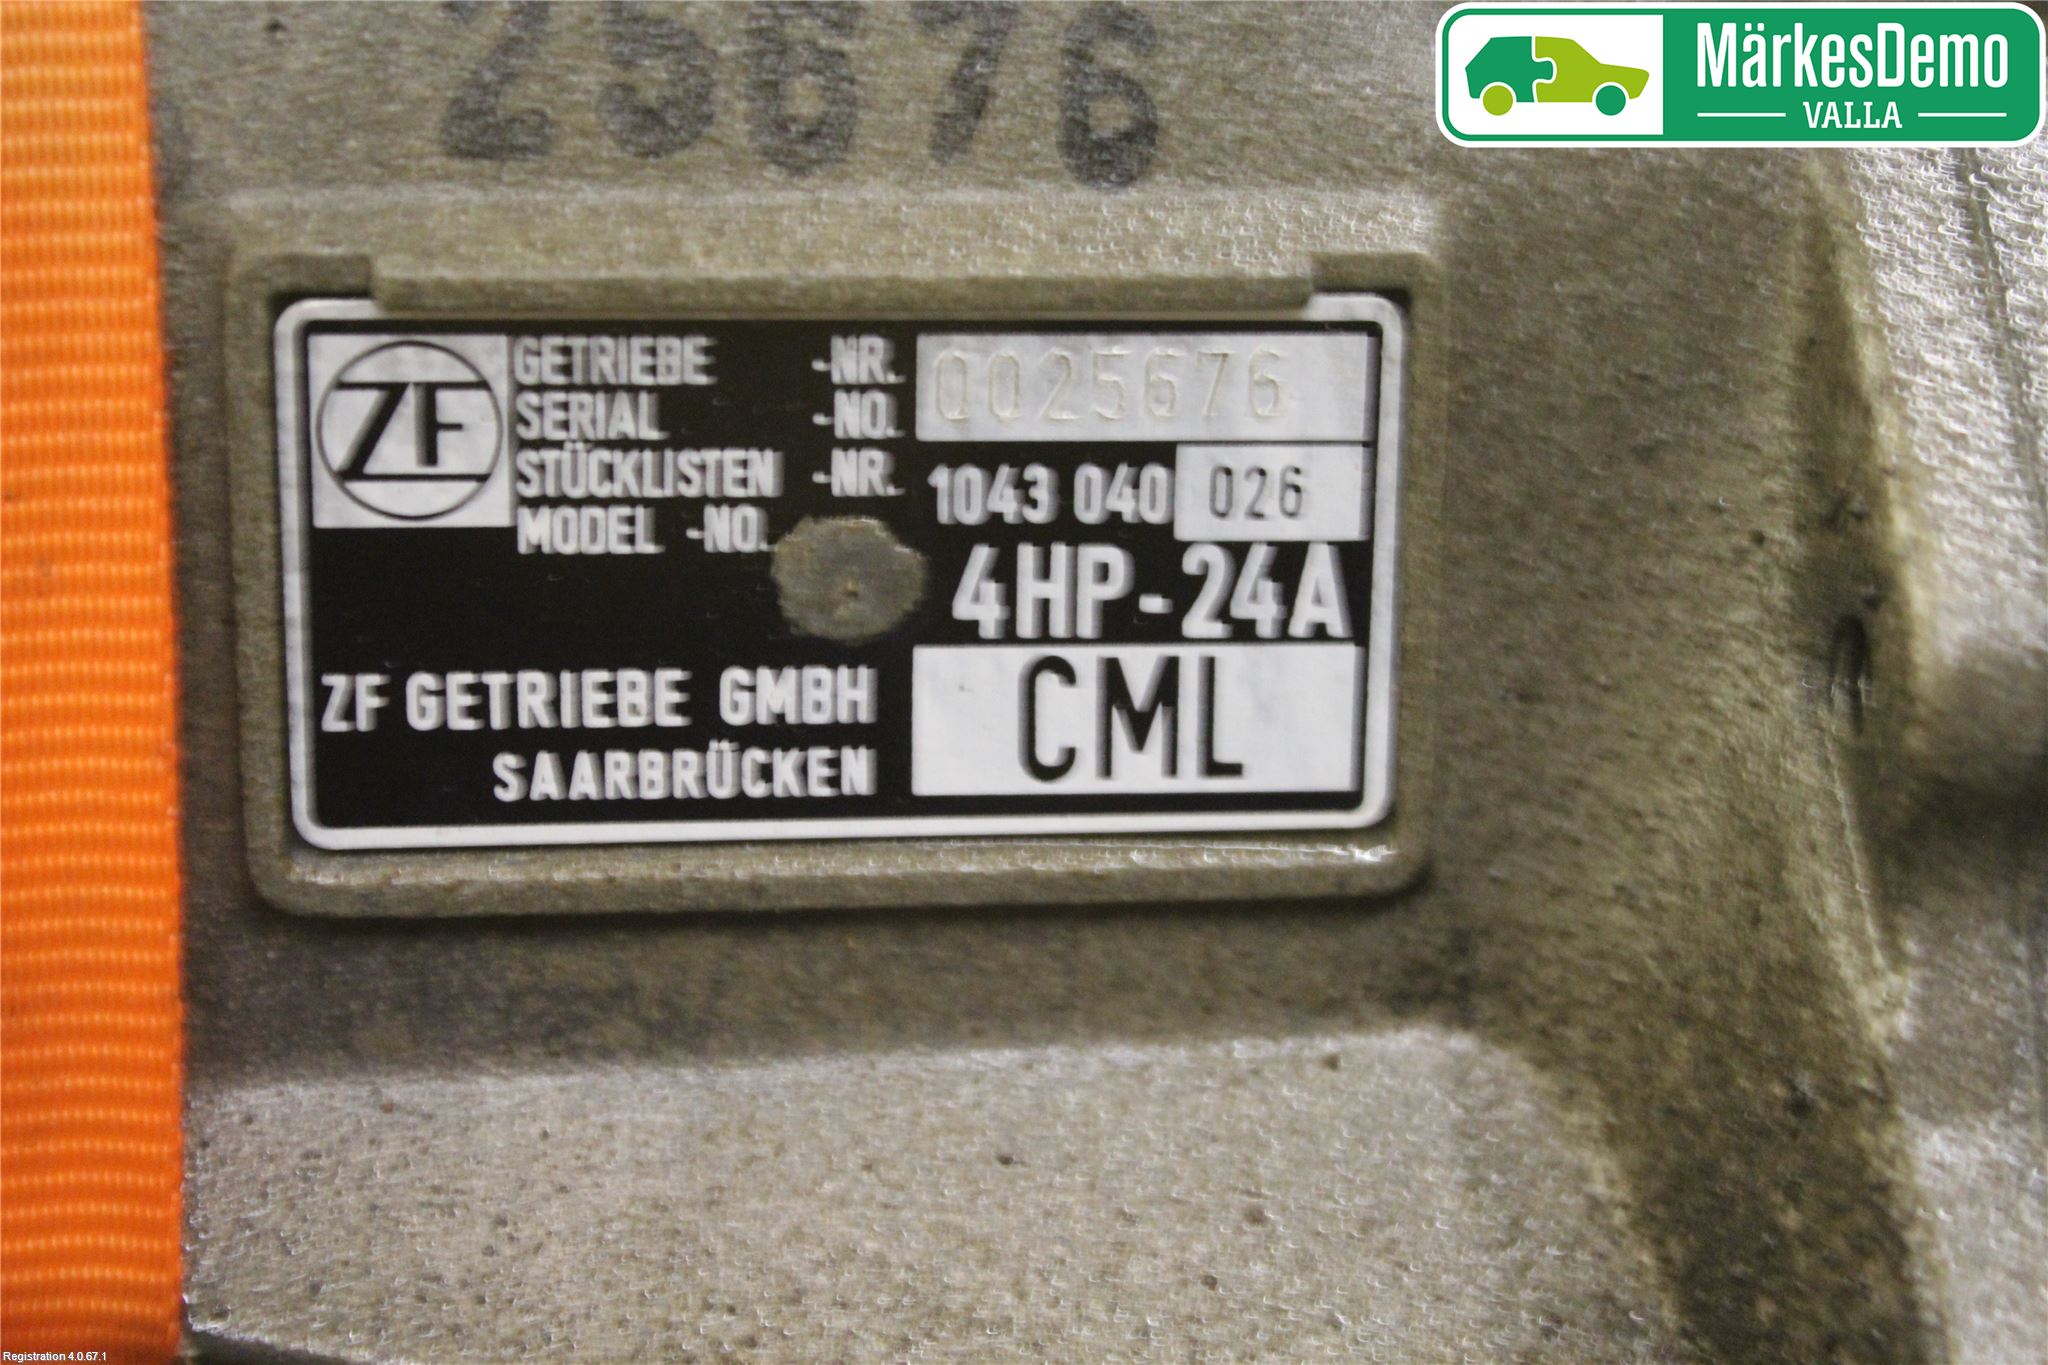 25676
MärkesDemo
VALLA
ZF
GETRIEBE -NR.
SERIAL -NO.
0025676
STÜCKLISTEN -NR.
MODEL -NO.
1043 040 026
4HP-24A
ZF GETRIEBE GMBH
SAARBRÜCKEN
CML
Registration 4.0.67.1